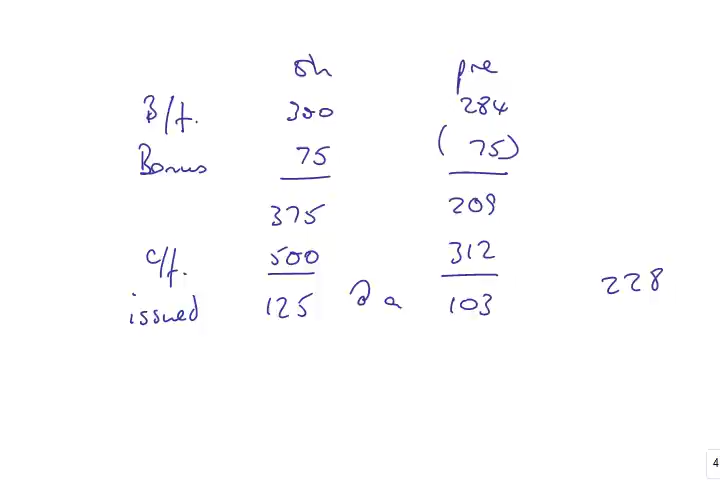 sh pre
B/f. 300 284
Bonus 75 (75)
375 209
c/f. 500 312
issued 125 @ a 103 228
4